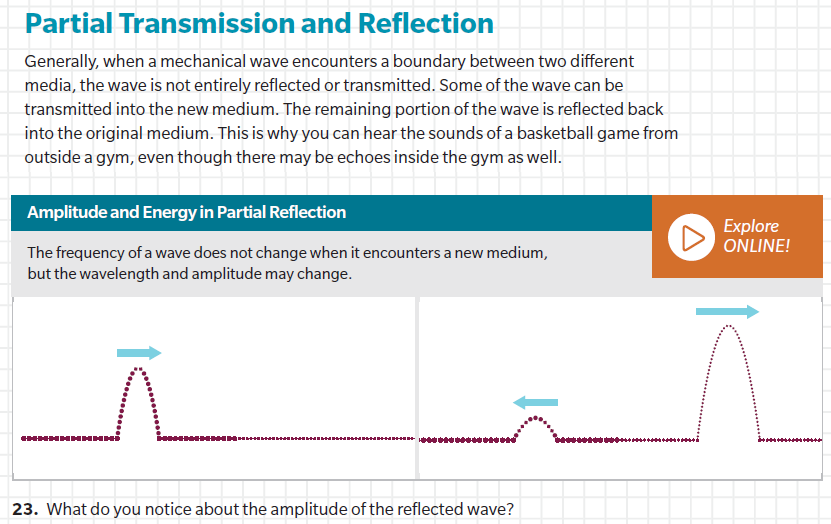 Partial Transmission and Reflection
Generally, when a mechanical wave encounters a boundary between two different
media, the wave is not entirely reflected or transmitted. Some of the wave can be
transmitted into the new medium. The remaining portion of the wave is reflected back
into the original medium. This is why you can hear the sounds of a basketball game from
outside a gym, even though there may be echoes inside the gym as well.
Amplitude and Energy in Partial Reflection
Explore
ONLINE!
The frequency of a wave does not change when it encounters a new medium,
but the wavelength and amplitude may change.
23. What do you notice about the amplitude of the reflected wave?